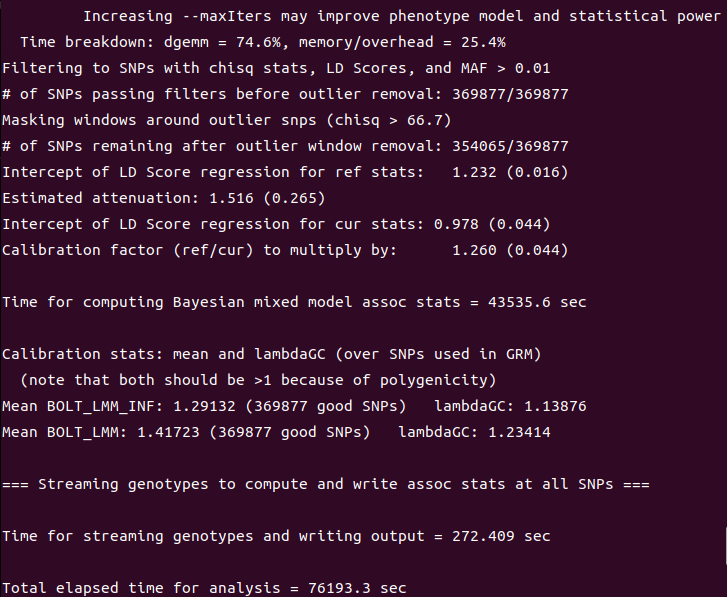 Increasing --maxIters may improve phenotype model and statistical power
Time breakdown: dgemm = 74.6%, memory/overhead = 25.4%
Filtering to SNPs with chisq stats, LD Scores, and MAF > 0.01
# of SNPs passing filters before outlier removal: 369877/369877
Masking windows around outlier snps (chisq > 66.7)
# of SNPs remaining after outlier window removal: 354065/369877
Intercept of LD Score regression for ref stats:   1.232 (0.016)
Estimated attenuation: 1.516 (0.265)
Intercept of LD Score regression for cur stats: 0.978 (0.044)
Calibration factor (ref/cur) to multiply by:      1.260 (0.044)
Time for computing Bayesian mixed model assoc stats = 43535.6 sec
Calibration stats: mean and lambdaGC (over SNPs used in GRM)
(note that both should be >1 because of polygenicity)
Mean BOLT_LMM_INF: 1.29132 (369877 good SNPs)   lambdaGC: 1.13876
Mean BOLT_LMM: 1.41723 (369877 good SNPs)   lambdaGC: 1.23414
=== Streaming genotypes to compute and write assoc stats at all SNPs ===
Time for streaming genotypes and writing output = 272.409 sec
Total elapsed time for analysis = 76193.3 sec